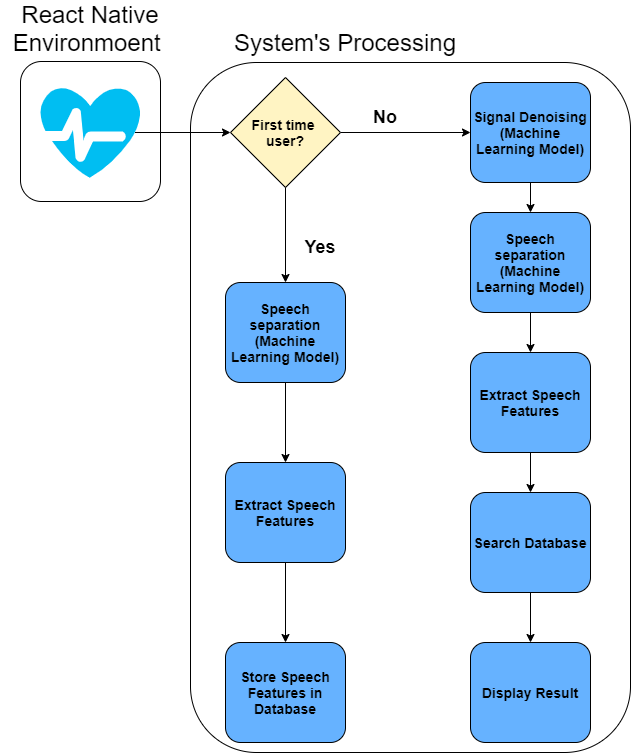 React Native
Environmoent
System's Processing
First time
user?
No
Yes
Signal Denoising
(Machine
Learning Model)
Speech
separation
(Machine
Learning Model)
Speech
separation
(Machine
Learning Model)
Extract Speech
Features
Extract Speech
Features
Search Database
Store Speech
Features in
Database
Display Result